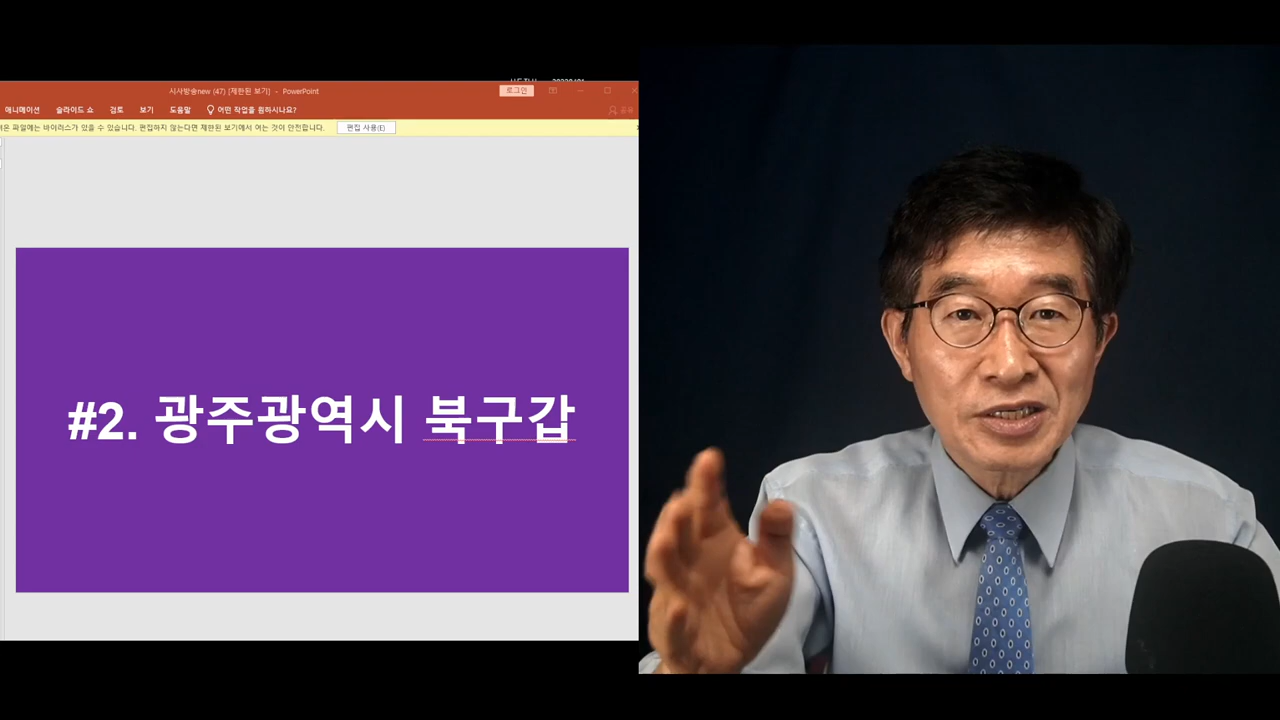 시사방송new (47) [제한된 보기] - PowerPoint
로그인
애니메이션 슬라이드 쇼 검토 보기 도움말 어떤 작업을 원하시나요? 공유
파일에는 바이러스가 있을 수 있습니다. 편집하지 않는다면 제한된 보기에서 여는 것이 안전합니다. 편집 사용(E)
#2. 광주광역시 북구갑